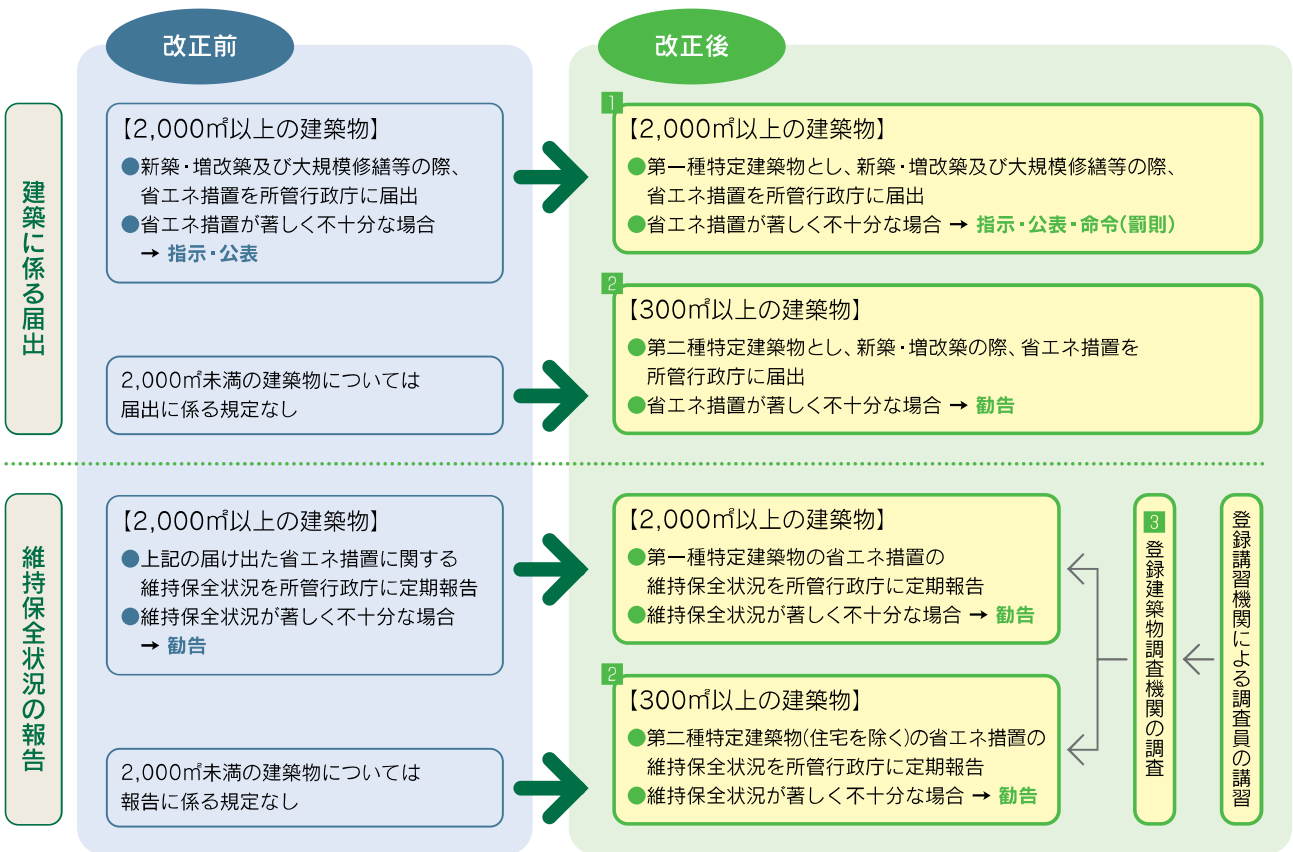 改正前
改正後
建築に係る届出
【2,000㎡以上の建築物】
●新築・増改築及び大規模修繕等の際、
省エネ措置を所管行政庁に届出
●省エネ措置が著しく不十分な場合
→ 指示・公表
2,000㎡未満の建築物については
届出に係る規定なし
1
【2,000㎡以上の建築物】
●第一種特定建築物とし、新築・増改築及び大規模修繕等の際、
省エネ措置を所管行政庁に届出
●省エネ措置が著しく不十分な場合 → 指示・公表・命令(罰則)
2
【300㎡以上の建築物】
●第二種特定建築物とし、新築・増改築の際、省エネ措置を
所管行政庁に届出
●省エネ措置が著しく不十分な場合 → 勧告
維持保全状況の報告
【2,000㎡以上の建築物】
●上記の届け出た省エネ措置に関する
維持保全状況を所管行政庁に定期報告
●維持保全状況が著しく不十分な場合
→ 勧告
2,000㎡未満の建築物については
報告に係る規定なし
【2,000㎡以上の建築物】
●第一種特定建築物の省エネ措置の
維持保全状況を所管行政庁に定期報告
●維持保全状況が著しく不十分な場合 → 勧告
2
【300㎡以上の建築物】
●第二種特定建築物(住宅を除く)の省エネ措置の
維持保全状況を所管行政庁に定期報告
●維持保全状況が著しく不十分な場合 → 勧告
3
登録建築物調査機関の調査
登録講習機関による調査員の講習